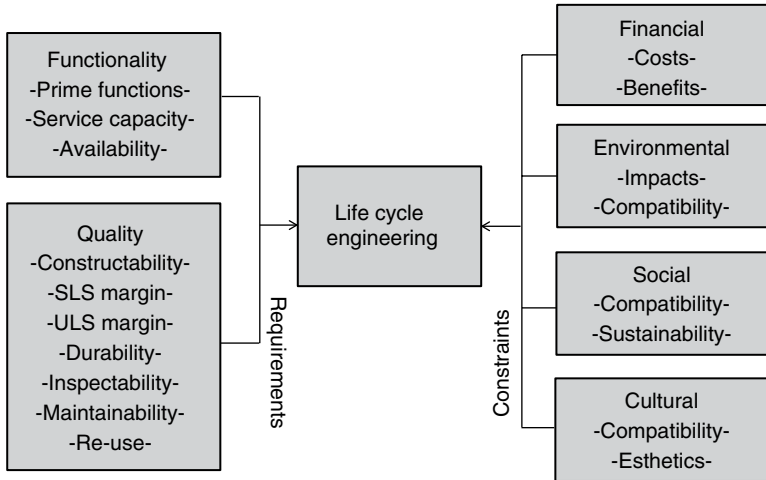 Functionality
-Prime functions-
-Service capacity-
-Availability-
Quality
-Constructability-
-SLS margin-
-ULS margin-
-Durability-
-Inspectability-
-Maintainability-
-Re-use-
Requirements
Life cycle
engineering
Constraints
Financial
-Costs-
-Benefits-
Environmental
-Impacts-
-Compatibility-
Social
-Compatibility-
-Sustainability-
Cultural
-Compatibility-
-Esthetics-